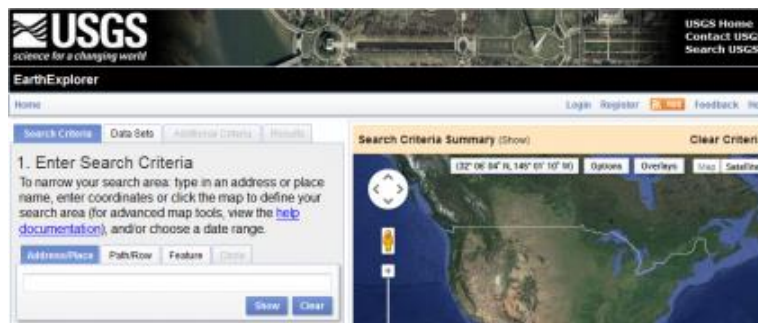 USGS
science for a changing world
USGS Home
Contact USG
Search USGS
EarthExplorer
Home
Login Register RSS Feedback He
Search Criteria Data Sets Additional Criteria Results
1. Enter Search Criteria
To narrow your search area: type in an address or place
name, enter coordinates or click the map to define your
search area (for advanced map tools, view the help
documentation), and/or choose a date range.
Address/Place Path/Row Feature Circle
Show Clear
Search Criteria Summary (Show) Clear Criteri
Options Overlays Map Satellite